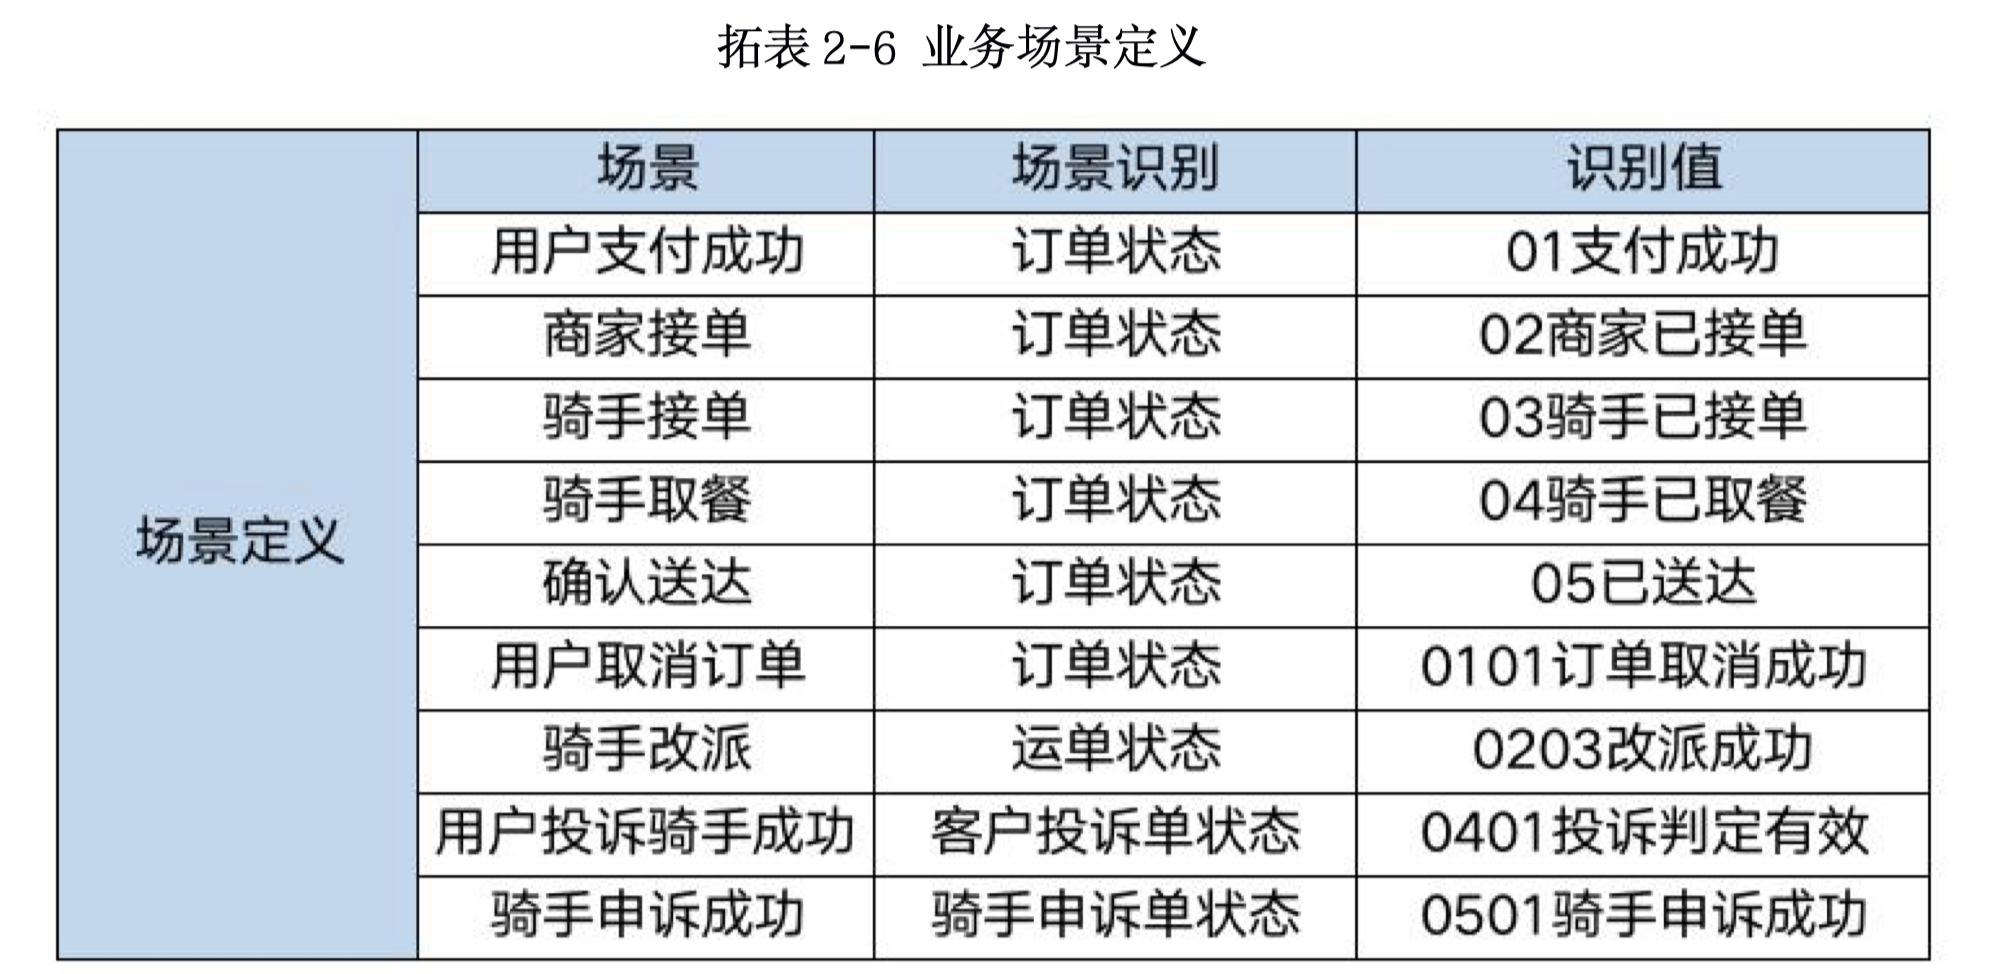 拓表2-6 业务场景定义
场景 场景识别 识别值
用户支付成功 订单状态 01支付成功
商家接单 订单状态 02商家已接单
骑手接单 订单状态 03骑手已接单
骑手取餐 订单状态 04骑手已取餐
场景定义
确认送达 订单状态 05已送达
用户取消订单 订单状态 0101订单取消成功
骑手改派 运单状态 0203改派成功
用户投诉骑手成功 客户投诉单状态 0401投诉判定有效
骑手申诉成功 骑手申诉单状态 0501骑手申诉成功